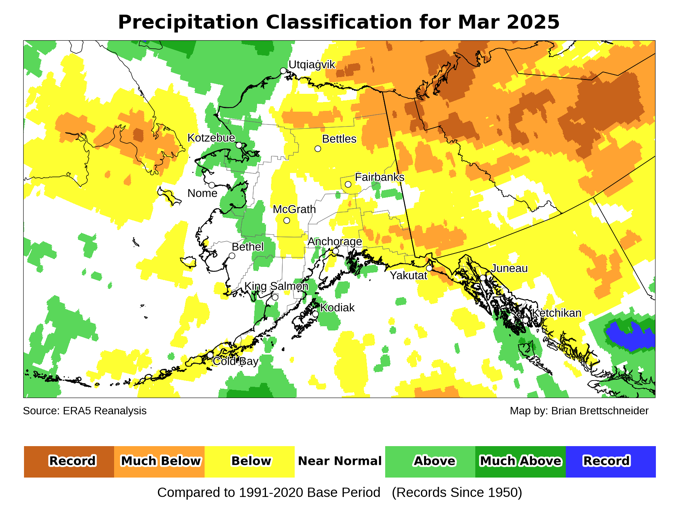 Precipitation Classification for Mar 2025
Utqiaġvik
Kotzebue
Bettles
Fairbanks
Nome
McGrath
Anchorage
Bethel
Yakutat
Juneau
King Salmon
Kodiak
Ketchikan
Cold Bay
Source: ERA5 Reanalysis
Map by: Brian Brettschneider
Record Much Below Below Near Normal Above Much Above Record
Compared to 1991-2020 Base Period (Records Since 1950)